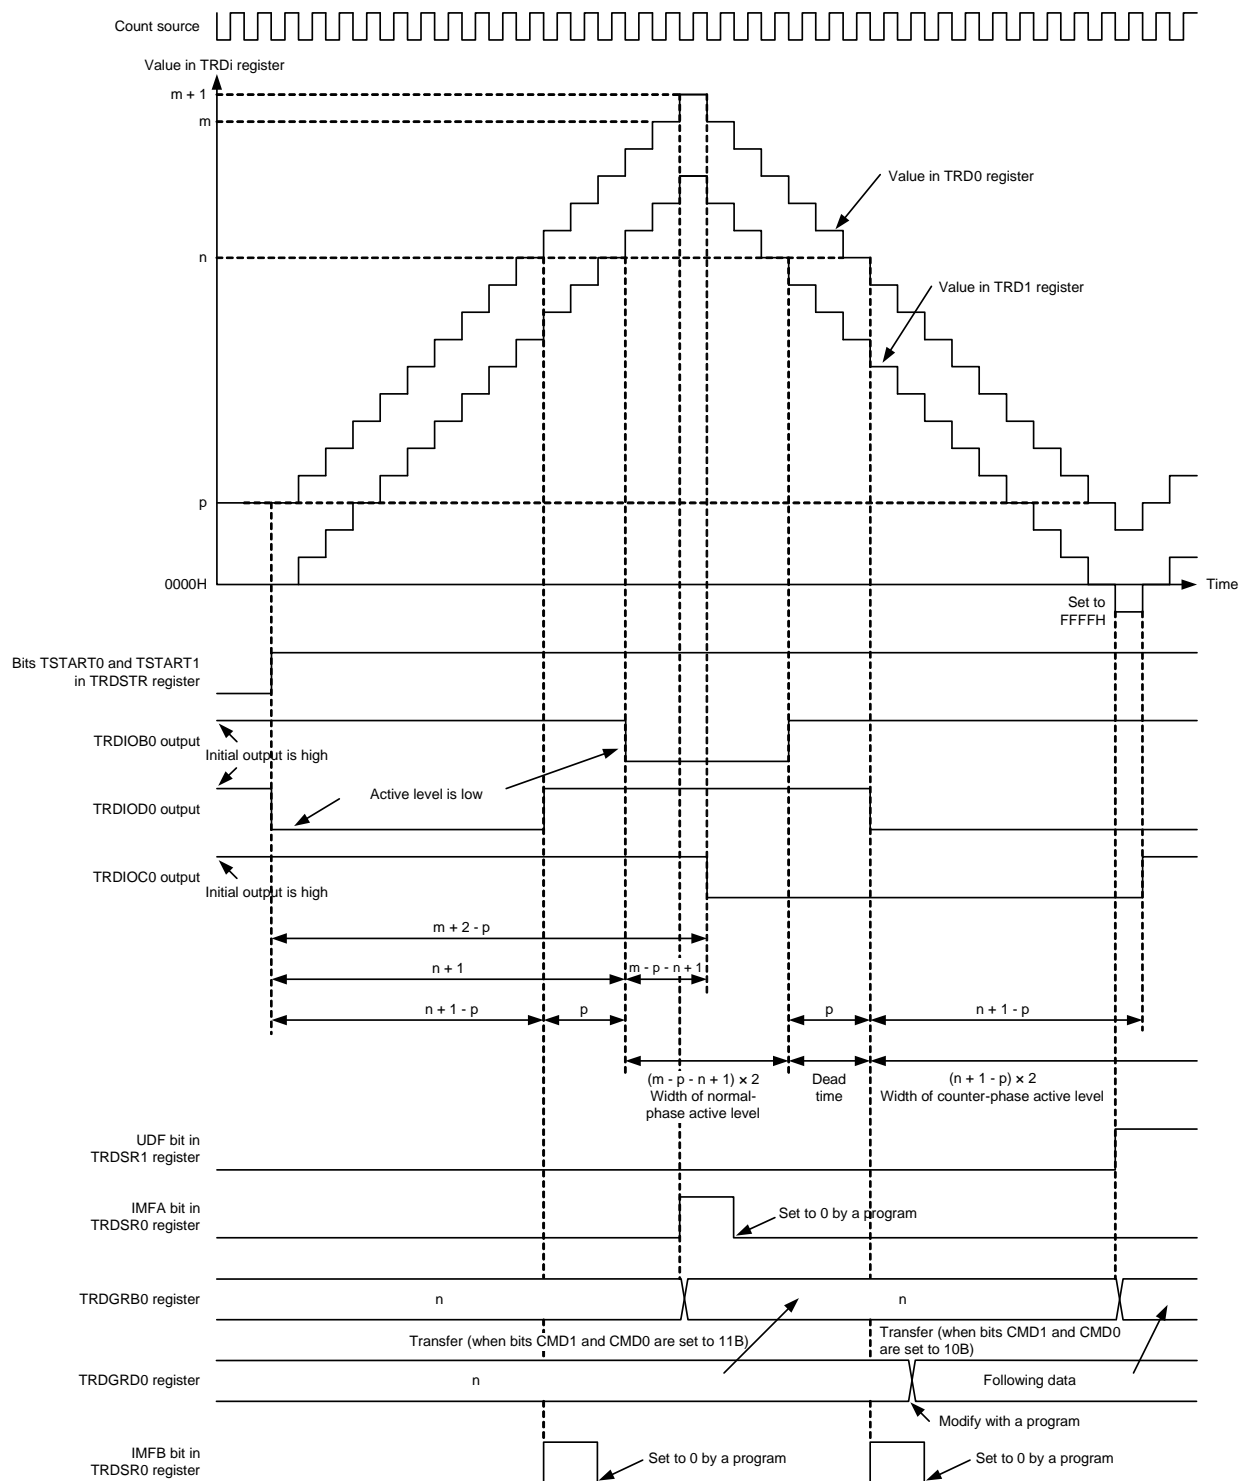 Count source
Value in TRDi register
m + 1
m
Value in TRD0 register
n
Value in TRD1 register
p
0000H
Time
Set to
FFFFH
Bits TSTART0 and TSTART1
in TRDSTR register
TRDIOB0 output
Initial output is high
Active level is low
TRDIOD0 output
TRDIOC0 output
Initial output is high
m + 2 - p
n + 1
m - p - n + 1
n + 1 - p
p
p
n + 1 - p
(m - p - n + 1) × 2
Width of normal-
phase active level
Dead
time
(n + 1 - p) × 2
Width of counter-phase active level
UDF bit in
TRDSR1 register
IMFA bit in
TRDSR0 register
Set to 0 by a program
TRDGRB0 register
n
n
Transfer (when bits CMD1 and CMD0 are set to 11B)
Transfer (when bits CMD1 and CMD0
are set to 10B)
TRDGRD0 register
n
Following data
Modify with a program
IMFB bit in
TRDSR0 register
Set to 0 by a program
Set to 0 by a program